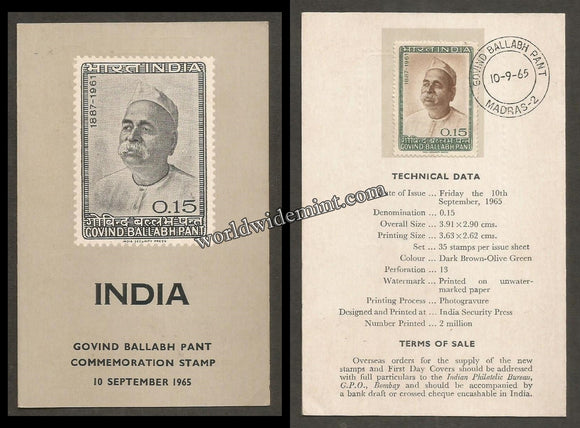 भारत INDIA
1887-1961
0.15
गोविन्द बल्लभ पन्त
GOVIND BALLABH PANT
INDIA SECURITY PRESS
INDIA
GOVIND BALLABH PANT
COMMEMORATION STAMP
10 SEPTEMBER 1965
भारत INDIA
1887-1961
0.15
GOVIND BALLABH PANT
GOVIND BALLABH PANT
10-9-65
MADRAS-2
TECHNICAL DATA
Date of Issue ... Friday the 10th
September, 1965
Denomination ... 0.15
Overall Size ... 3.91 × 2.90 cms.
Printing Size ... 3.63 × 2.62 cms.
Set ... 35 stamps per issue sheet
Colour ... Dark Brown-Olive Green
Perforation ... 13
Watermark ... Printed on unwater-
marked paper
Printing Process ... Photogravure
Designed and Printed at ... India Security Press
Number Printed ... 2 million
TERMS OF SALE
Overseas orders for the supply of the new
stamps and First Day Covers should be addressed
with full particulars to the Indian Philatelic Bureau,
G.P.O., Bombay and should be accompanied by
a bank draft or crossed cheque encashable in India.
worldwidemint.com